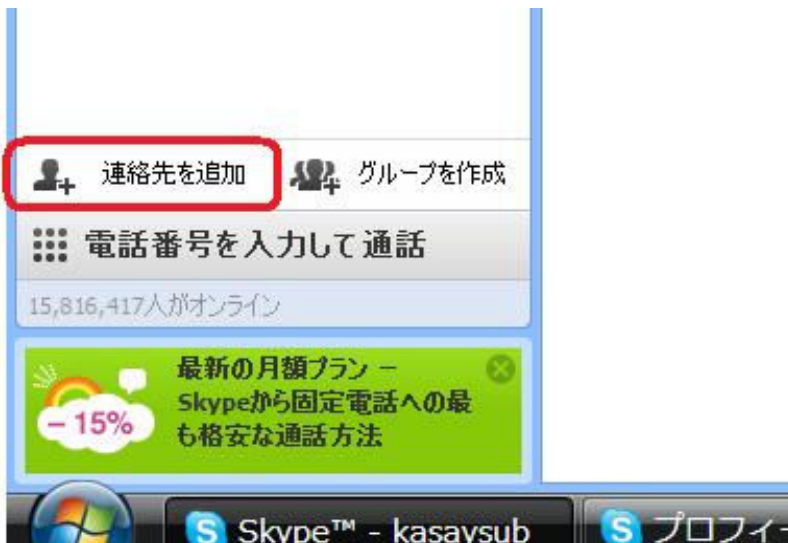 連絡先を追加 グループを作成
電話番号を入力して通話
15,816,417人がオンライン
最新の月額プラン －
Skypeから固定電話への最
も格安な通話方法
－15%
Skype™ - kasaysub プロフィー